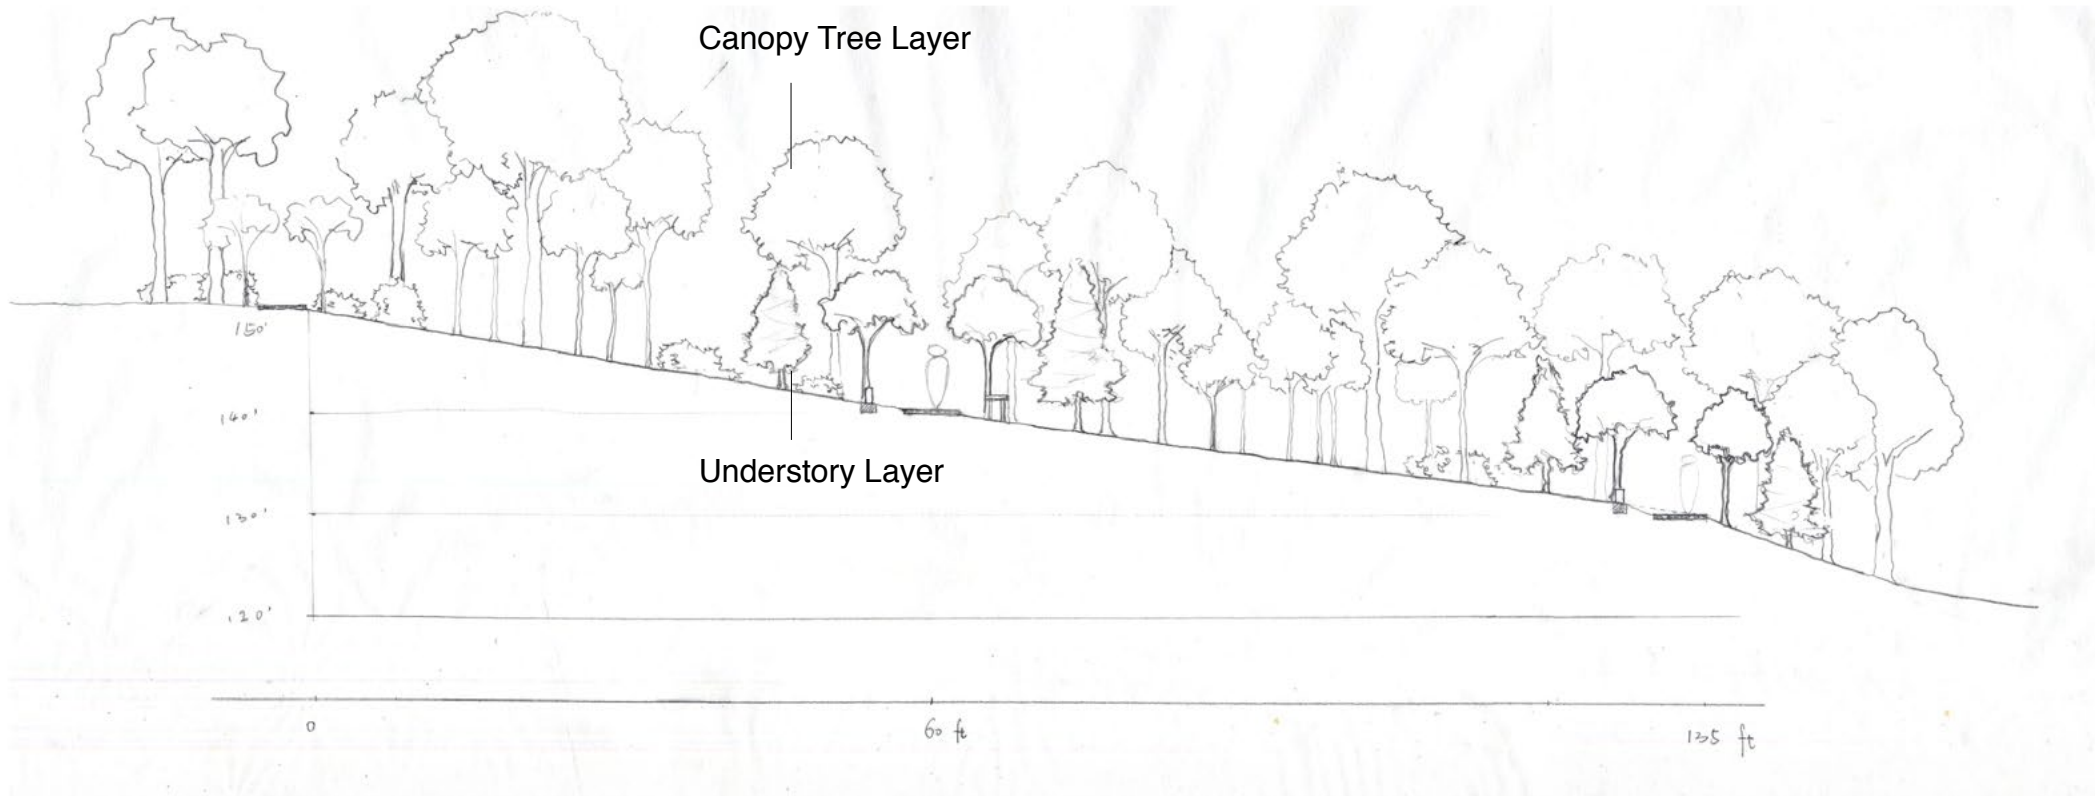 Canopy Tree Layer
150'
140'
Understory Layer
130'
120'
0 60 ft 135 ft